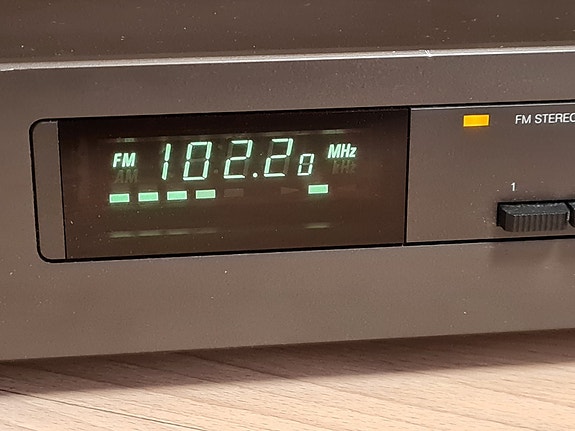 FM 102.20 MHz
AM KHz
FM STEREO
1